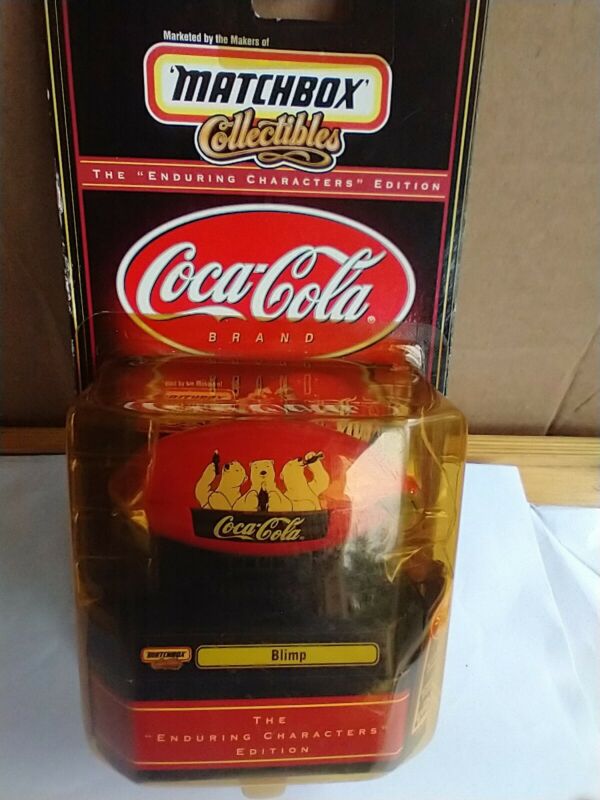 Marketed by the Makers of
'MATCHBOX'
Collectibles
THE "ENDURING CHARACTERS" EDITION
Coca-Cola®
BRAND
Coca-Cola
MATCHBOX
Blimp
THE
"ENDURING CHARACTERS"
EDITION